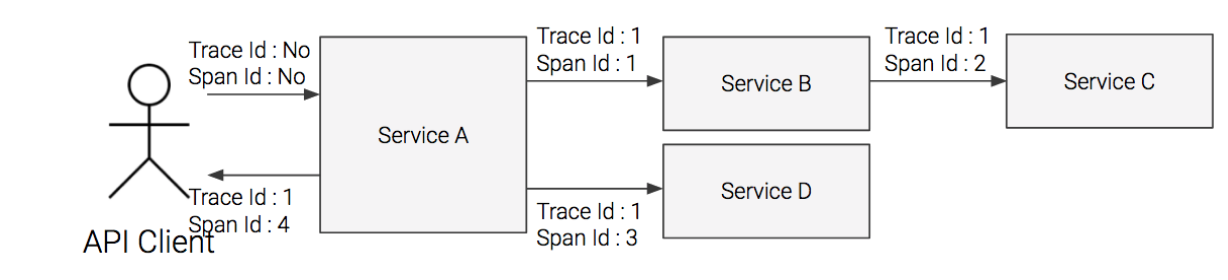 Trace Id : No
Span Id : No
Service A
Trace Id : 1
Span Id : 1
Service B
Trace Id : 1
Span Id : 2
Service C
Trace Id : 1
Span Id : 4
API Client
Trace Id : 1
Span Id : 3
Service D